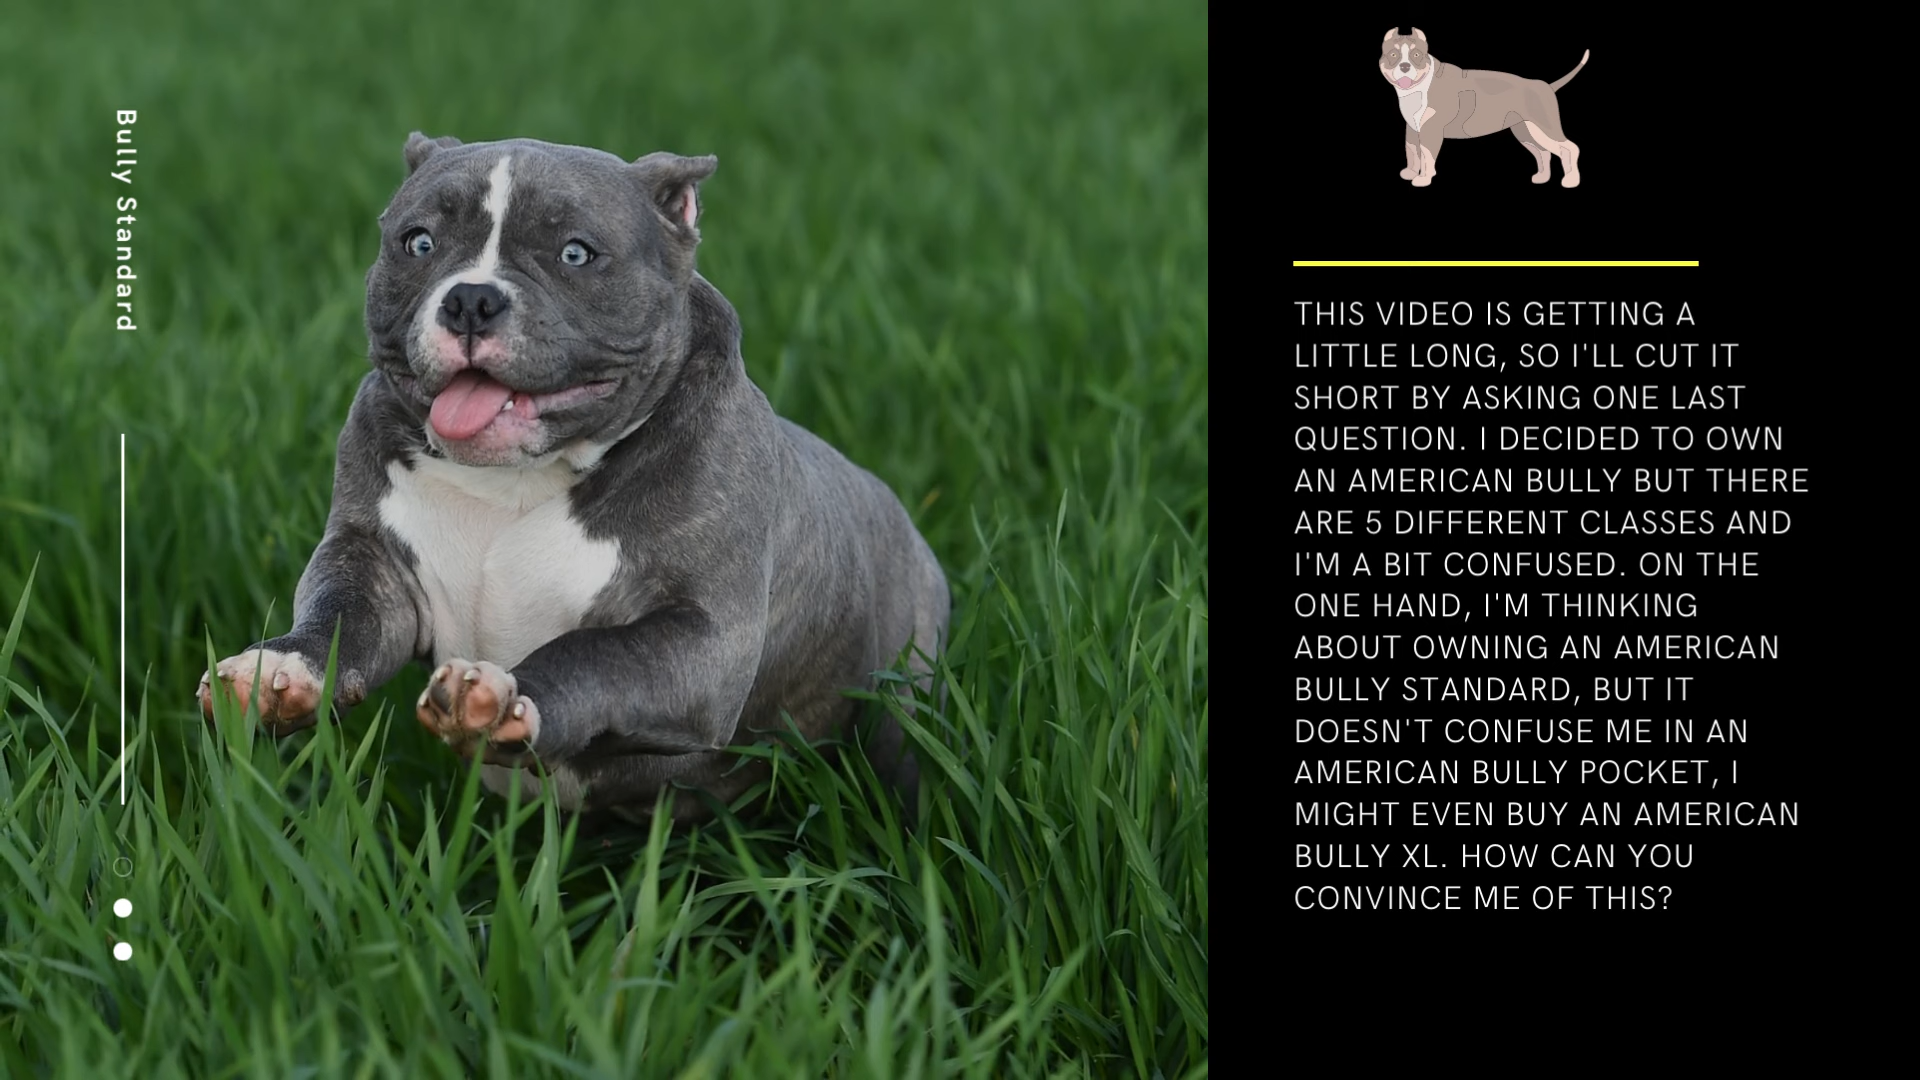 Bully Standard
THIS VIDEO IS GETTING A
LITTLE LONG, SO I'LL CUT IT
SHORT BY ASKING ONE LAST
QUESTION. I DECIDED TO OWN
AN AMERICAN BULLY BUT THERE
ARE 5 DIFFERENT CLASSES AND
I'M A BIT CONFUSED. ON THE
ONE HAND, I'M THINKING
ABOUT OWNING AN AMERICAN
BULLY STANDARD, BUT IT
DOESN'T CONFUSE ME IN AN
AMERICAN BULLY POCKET, I
MIGHT EVEN BUY AN AMERICAN
BULLY XL. HOW CAN YOU
CONVINCE ME OF THIS?